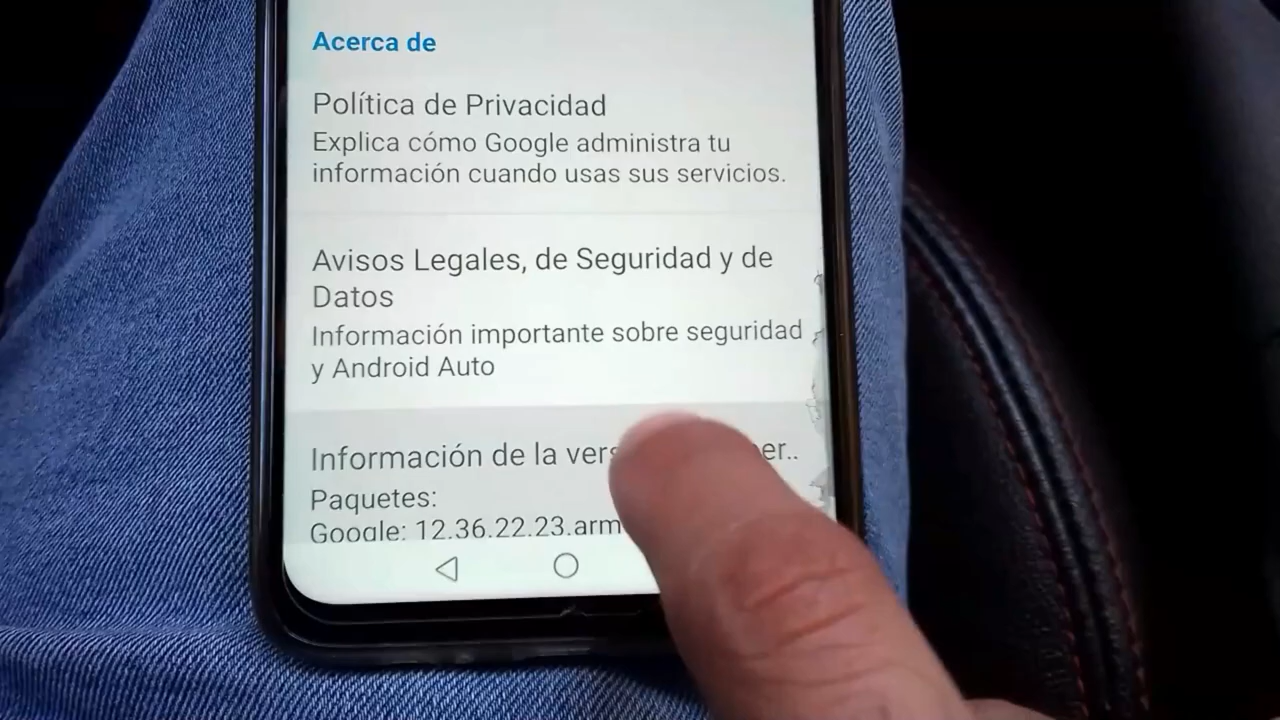 Acerca de
Política de Privacidad
Explica cómo Google administra tu
información cuando usas sus servicios.
Avisos Legales, de Seguridad y de
Datos
Información importante sobre seguridad
y Android Auto
Información de la
Paquetes:
Google: 12.36.22.23.arm